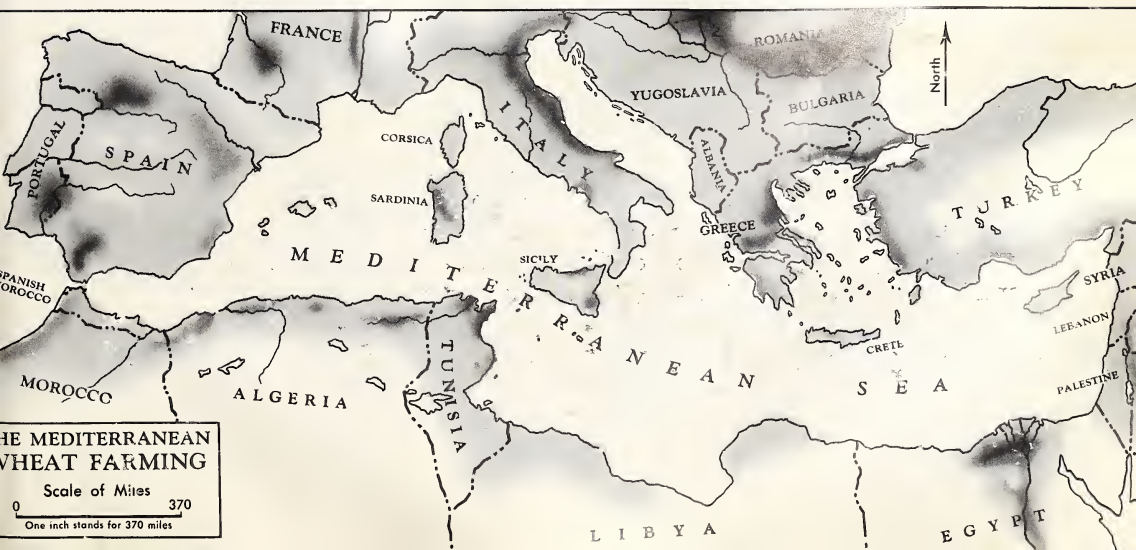 FRANCE
ROMANIA
North
YUGOSLAVIA
BULGARIA
ITALY
CORSICA
PORTUGAL
SPAIN
ALBANIA
SARDINIA
TURKEY
GREECE
MEDITERRANEAN SEA
SICILY
SPANISH
MOROCCO
SYRIA
LEBANON
CRETE
PALESTINE
TUNISIA
MOROCCO
ALGERIA
HE MEDITERRANEAN
WHEAT FARMING
Scale of Miles
0 370
One inch stands for 370 miles
LIBYA
EGYPT